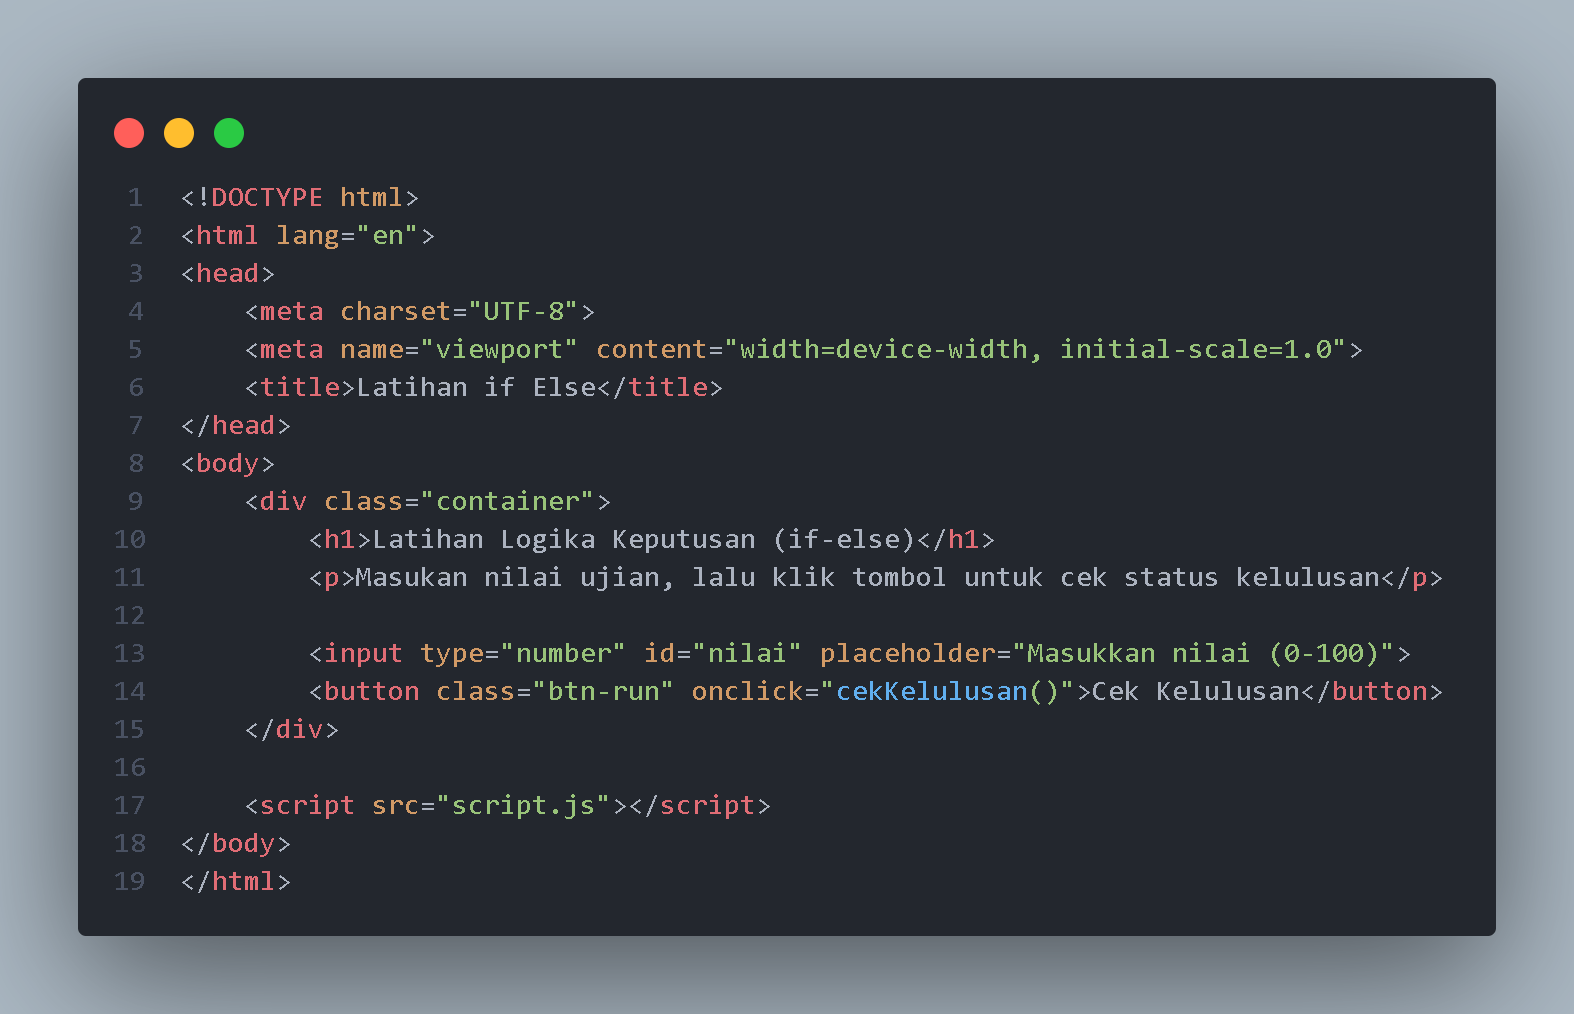 1 <!DOCTYPE html>
2 <html lang="en">
3 <head>
4     <meta charset="UTF-8">
5     <meta name="viewport" content="width=device-width, initial-scale=1.0">
6     <title>Latihan if Else</title>
7 </head>
8 <body>
9     <div class="container">
10         <h1>Latihan Logika Keputusan (if-else)</h1>
11         <p>Masukan nilai ujian, lalu klik tombol untuk cek status kelulusan</p>
12
13         <input type="number" id="nilai" placeholder="Masukkan nilai (0-100)">
14         <button class="btn-run" onclick="cekKelulusan()">Cek Kelulusan</button>
15     </div>
16
17     <script src="script.js"></script>
18 </body>
19 </html>